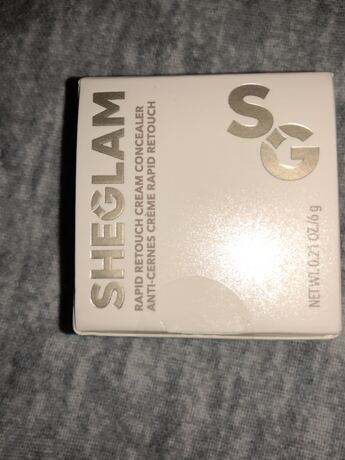 SHEGLAM
RAPID RETOUCH CREAM CONCEALER
ANTI-CERNES CRÈME RAPID RETOUCH
SG
NET WT. 0.21 OZ/6 g